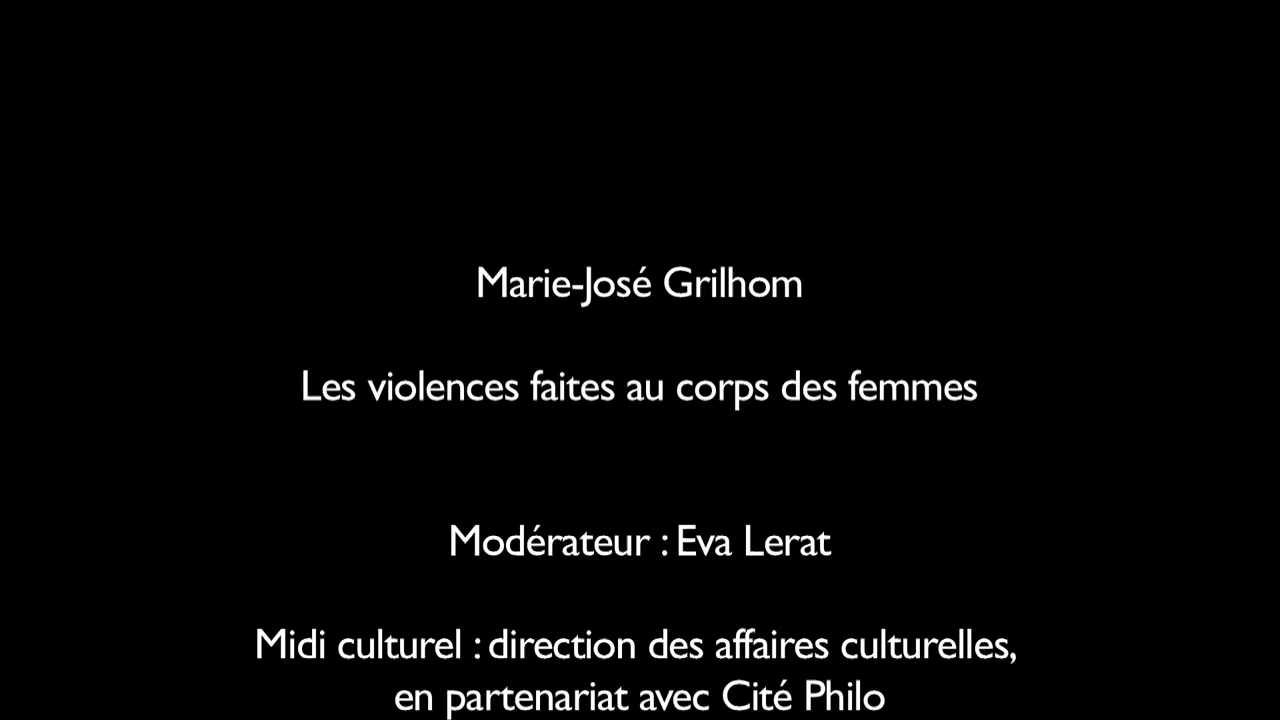 Marie-José Grilhom
Les violences faites au corps des femmes
Modérateur : Eva Lerat
Midi culturel : direction des affaires culturelles,
en partenariat avec Cité Philo